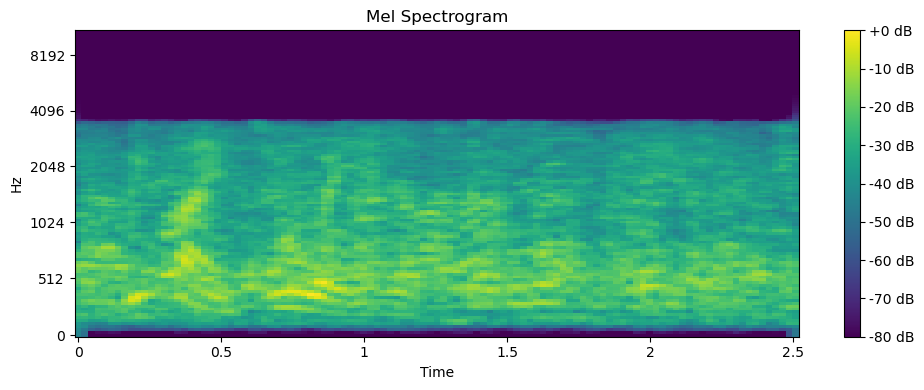 Mel Spectrogram
Hz
8192
4096
2048
1024
512
0
0
0.5
1
1.5
2
2.5
Time
+0 dB
-10 dB
-20 dB
-30 dB
-40 dB
-50 dB
-60 dB
-70 dB
-80 dB